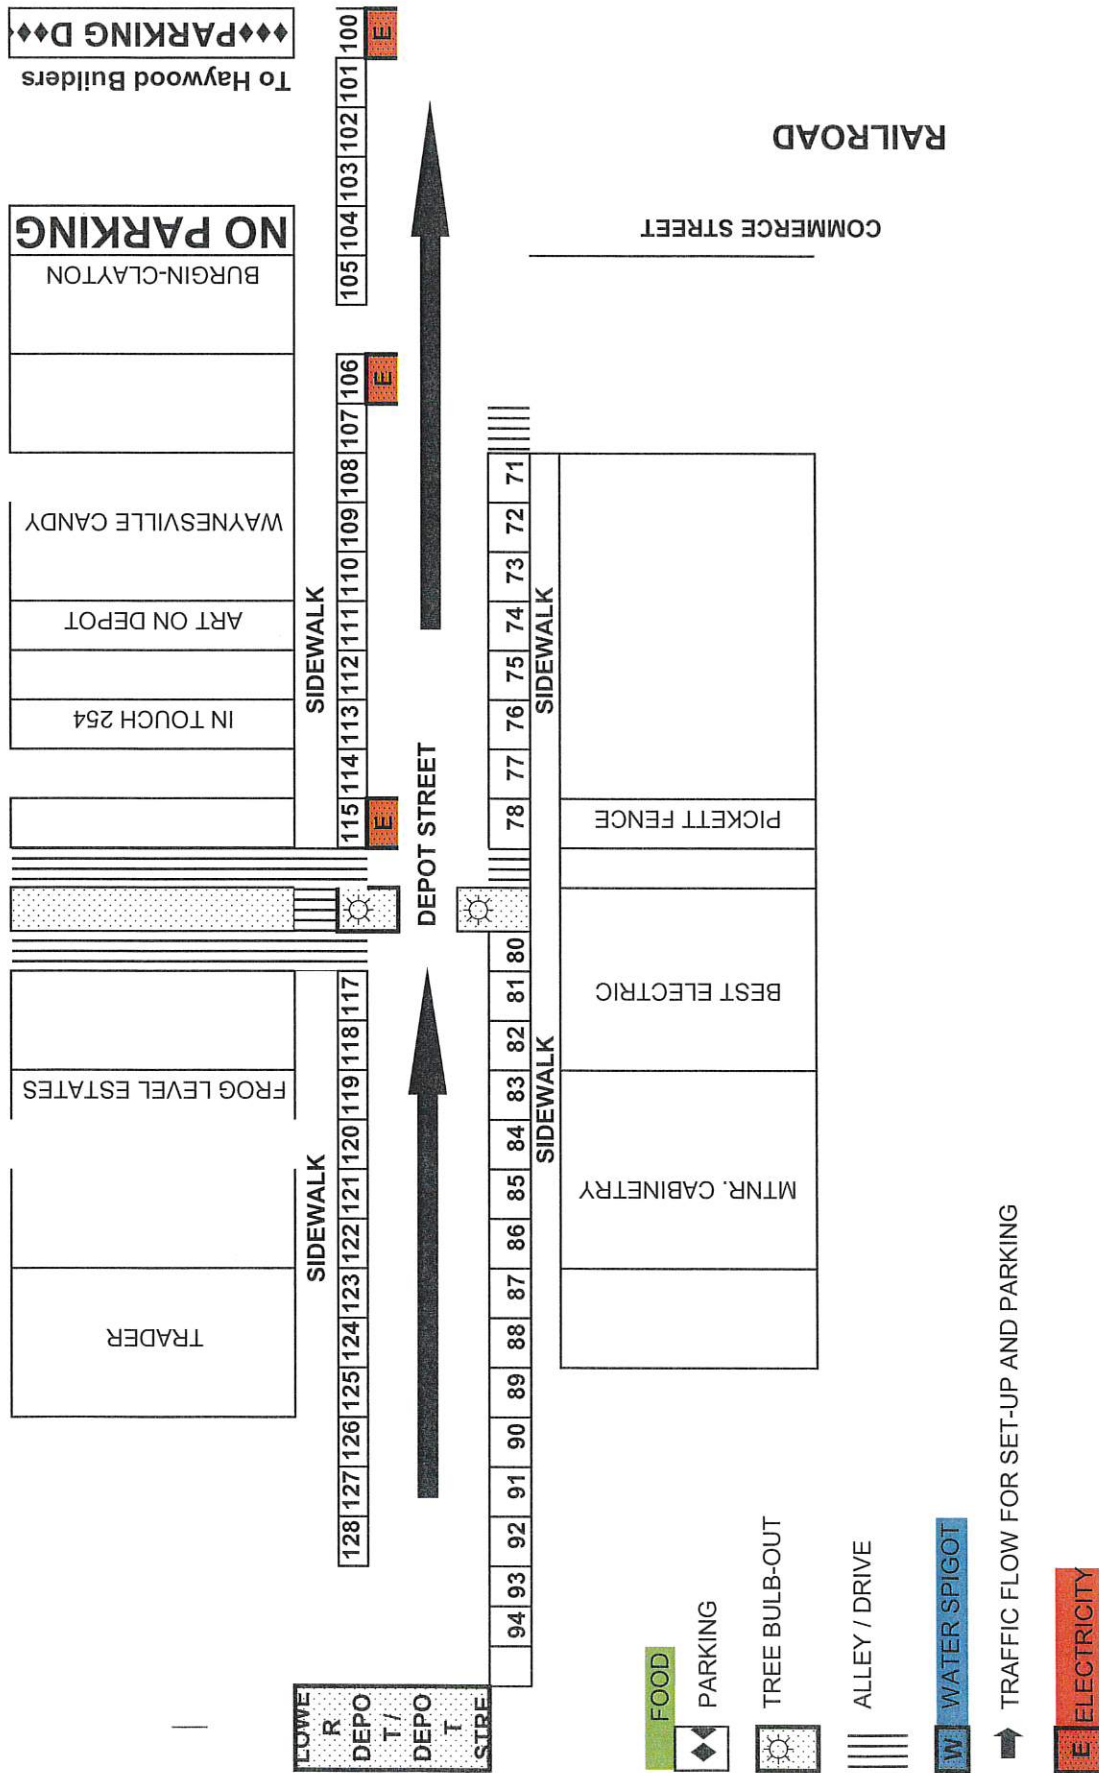 ♦♦♦PARKING D♦♦
To Haywood Builders
NO PARKING
BURGIN-CLAYTON
WAYNESVILLE CANDY
ART ON DEPOT
IN TOUCH 254
FROG LEVEL ESTATES
TRADER
SIDEWALK
SIDEWALK
128 127 126 125 124 123 122 121 120 119 118 117
115 114 113 112 111 110 109 108 107 106
105 104 103 102 101 100
E
E
E
DEPOT STREET
94 93 92 91 90 89 88 87 86 85 84 83 82 81 80
78 77 76 75 74 73 72 71
SIDEWALK
SIDEWALK
MTNR. CABINETRY
BEST ELECTRIC
PICKETT FENCE
COMMERCE STREET
RAILROAD
LOWE
R
DEPO
T /
DEPO
T
STRE
FOOD
PARKING
TREE BULB-OUT
ALLEY / DRIVE
W WATER SPIGOT
TRAFFIC FLOW FOR SET-UP AND PARKING
E ELECTRICITY